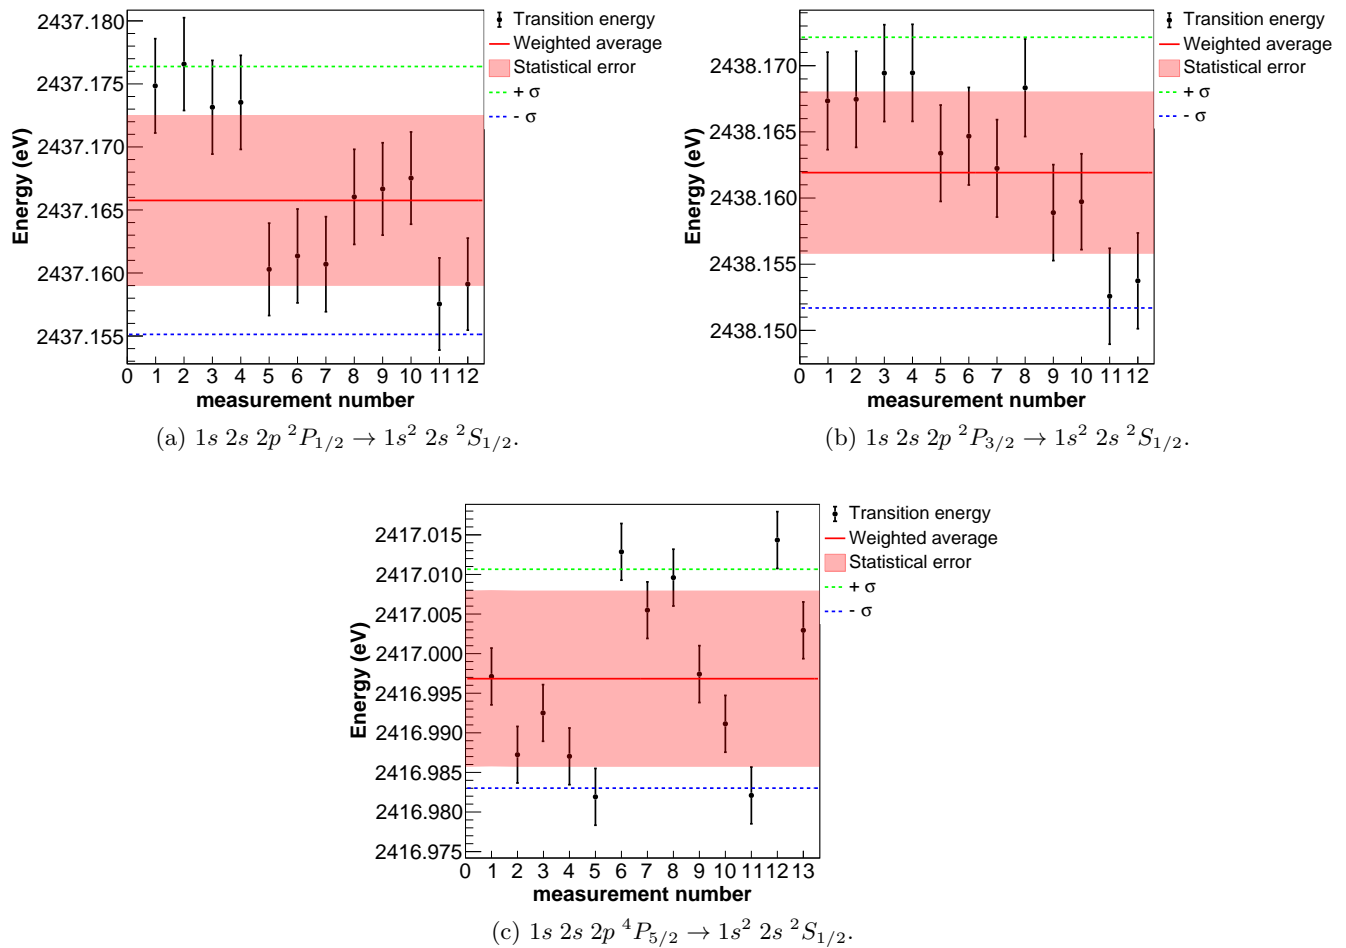 2437.180
2437.175
2437.170
2437.165
2437.160
2437.155
Energy (eV)
0 1 2 3 4 5 6 7 8 9 10 11 12
measurement number
Transition energy
Weighted average
Statistical error
+ σ
- σ
(a) 1s 2s 2p ²P₁/₂ → 1s² 2s ²S₁/₂.
2438.170
2438.165
2438.160
2438.155
2438.150
Energy (eV)
0 1 2 3 4 5 6 7 8 9 10 11 12
measurement number
Transition energy
Weighted average
Statistical error
+ σ
- σ
(b) 1s 2s 2p ²P₃/₂ → 1s² 2s ²S₁/₂.
2417.015
2417.010
2417.005
2417.000
2416.995
2416.990
2416.985
2416.980
2416.975
Energy (eV)
0 1 2 3 4 5 6 7 8 9 10 11 12 13
measurement number
Transition energy
Weighted average
Statistical error
+ σ
- σ
(c) 1s 2s 2p ⁴P₅/₂ → 1s² 2s ²S₁/₂.